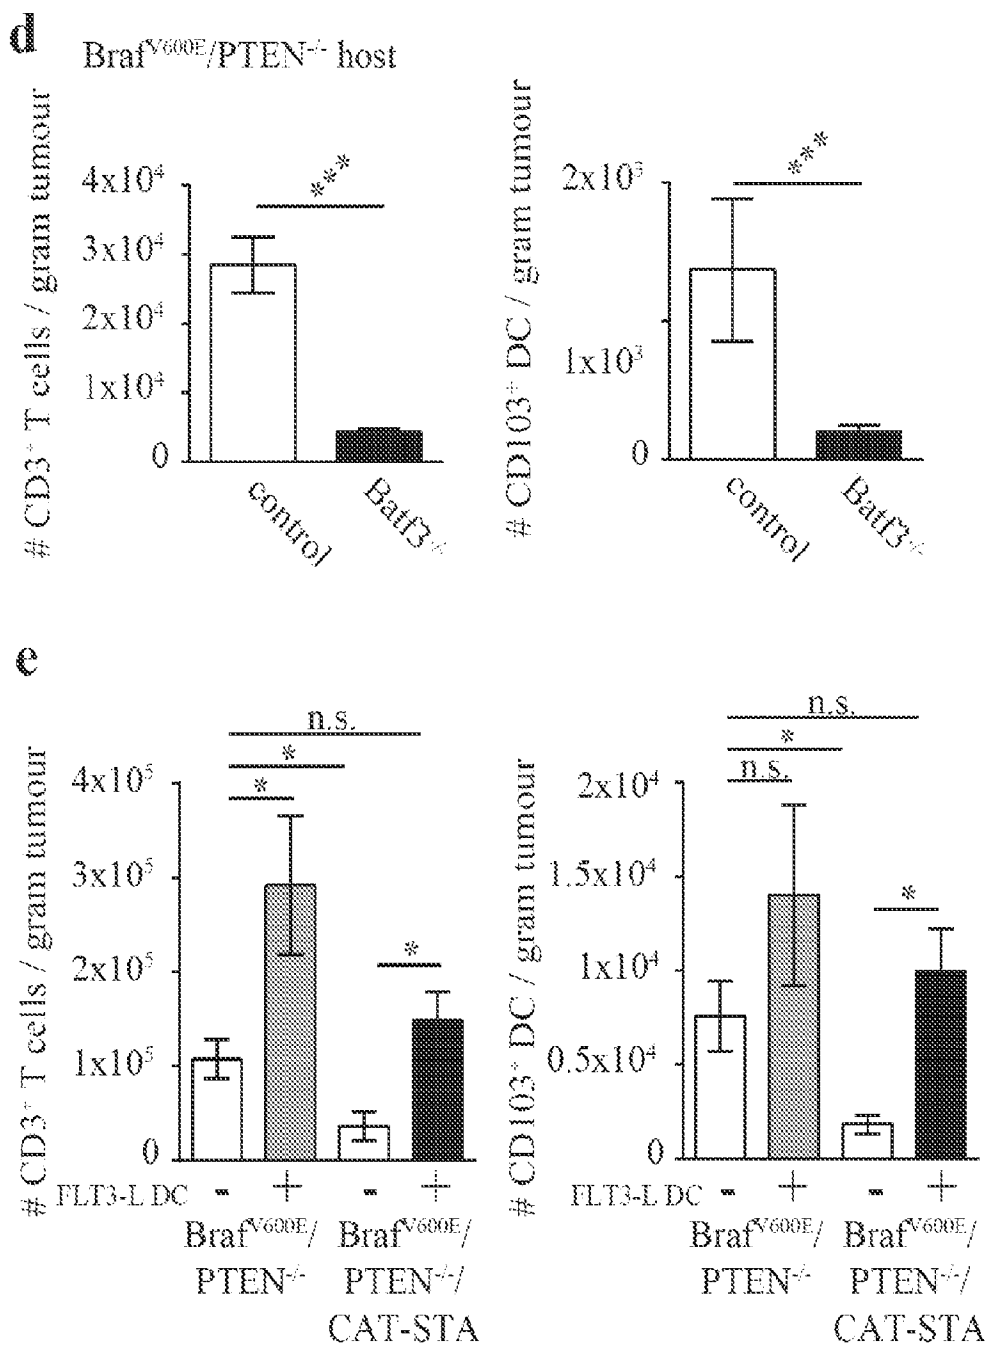 d
Braf^V600E/PTEN^-/- host
# CD3⁺ T cells / gram tumour
4x10⁴
3x10⁴
2x10⁴
1x10⁴
0
***
control
Batf3^-/-
# CD103⁺ DC / gram tumour
2x10³
1x10³
0
***
control
Batf3^-/-
e
# CD3⁺ T cells / gram tumour
4x10⁵
3x10⁵
2x10⁵
1x10⁵
0
n.s.
*
*
*
FLT3-L DC - + - +
Braf^V600E/
PTEN^-/-
Braf^V600E/
PTEN^-/-/
CAT-STA
# CD103⁺ DC / gram tumour
2x10⁴
1.5x10⁴
1x10⁴
0.5x10⁴
0
n.s.
*
n.s.
*
FLT3-L DC - + - +
Braf^V600E/
PTEN^-/-
Braf^V600E/
PTEN^-/-/
CAT-STA